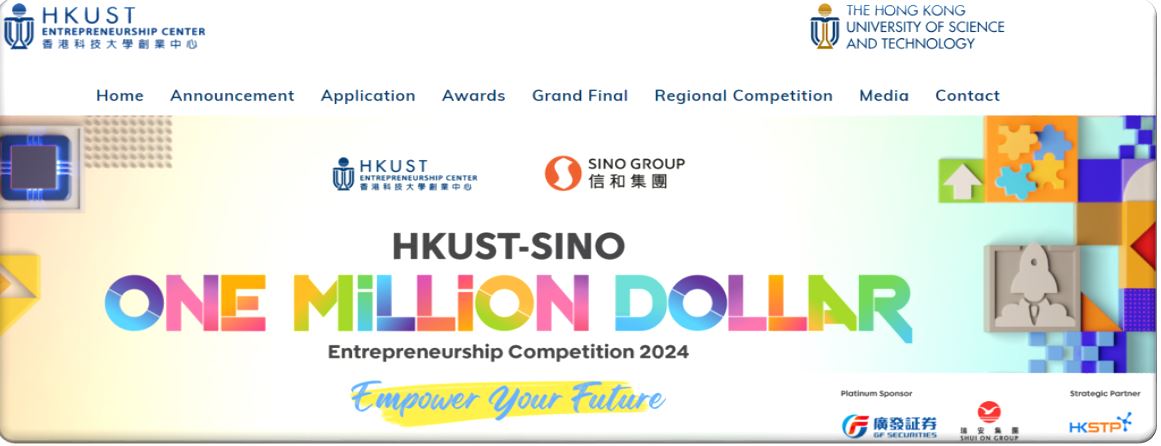 HKUST
ENTREPRENEURSHIP CENTER
香港科技大學創業中心
THE HONG KONG
UNIVERSITY OF SCIENCE
AND TECHNOLOGY
Home Announcement Application Awards Grand Final Regional Competition Media Contact
HKUST
ENTREPRENEURSHIP CENTER
香港科技大學創業中心
SINO GROUP
信和集團
HKUST-SINO
ONE MiLLiON DOLLAR
Entrepreneurship Competition 2024
Empower Your Future
Platinum Sponsor
Strategic Partner
廣發証券
GF SECURITIES
瑞安集團
SHUI ON GROUP
HKSTP